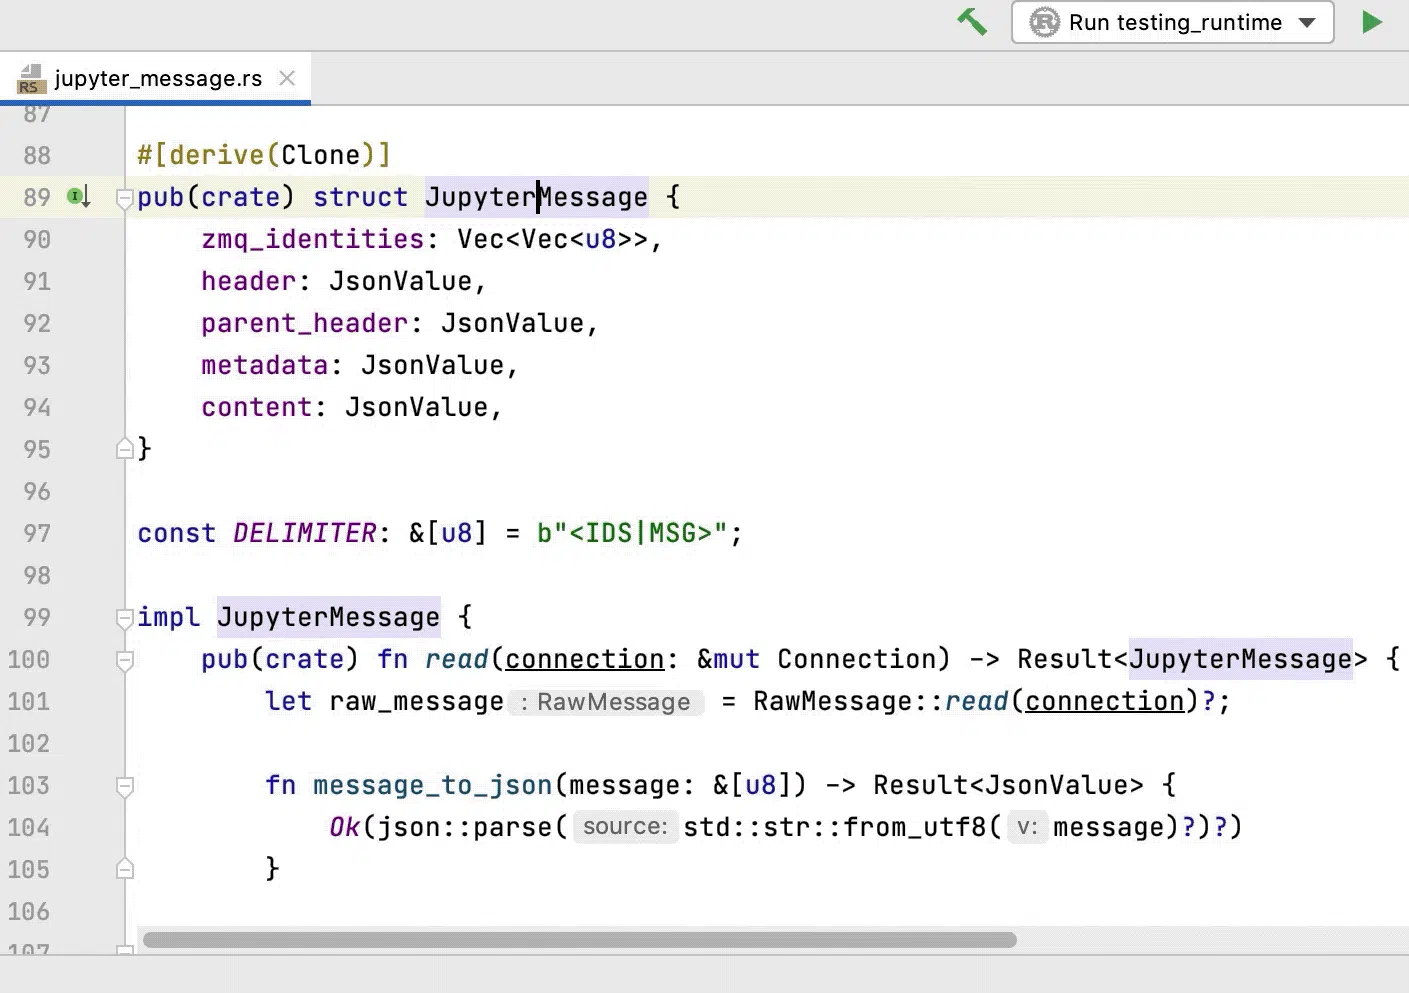 Run testing_runtime
RS jupyter_message.rs
87
88 #[derive(Clone)]
89 pub(crate) struct JupyterMessage {
90 zmq_identities: Vec<Vec<u8>>,
91 header: JsonValue,
92 parent_header: JsonValue,
93 metadata: JsonValue,
94 content: JsonValue,
95 }
96
97 const DELIMITER: &[u8] = b"<IDS|MSG>";
98
99 impl JupyterMessage {
100 pub(crate) fn read(connection: &mut Connection) -> Result<JupyterMessage> {
101 let raw_message : RawMessage = RawMessage::read(connection)?;
102
103 fn message_to_json(message: &[u8]) -> Result<JsonValue> {
104 Ok(json::parse( source: std::str::from_utf8( v: message)?)?)
105 }
106
107